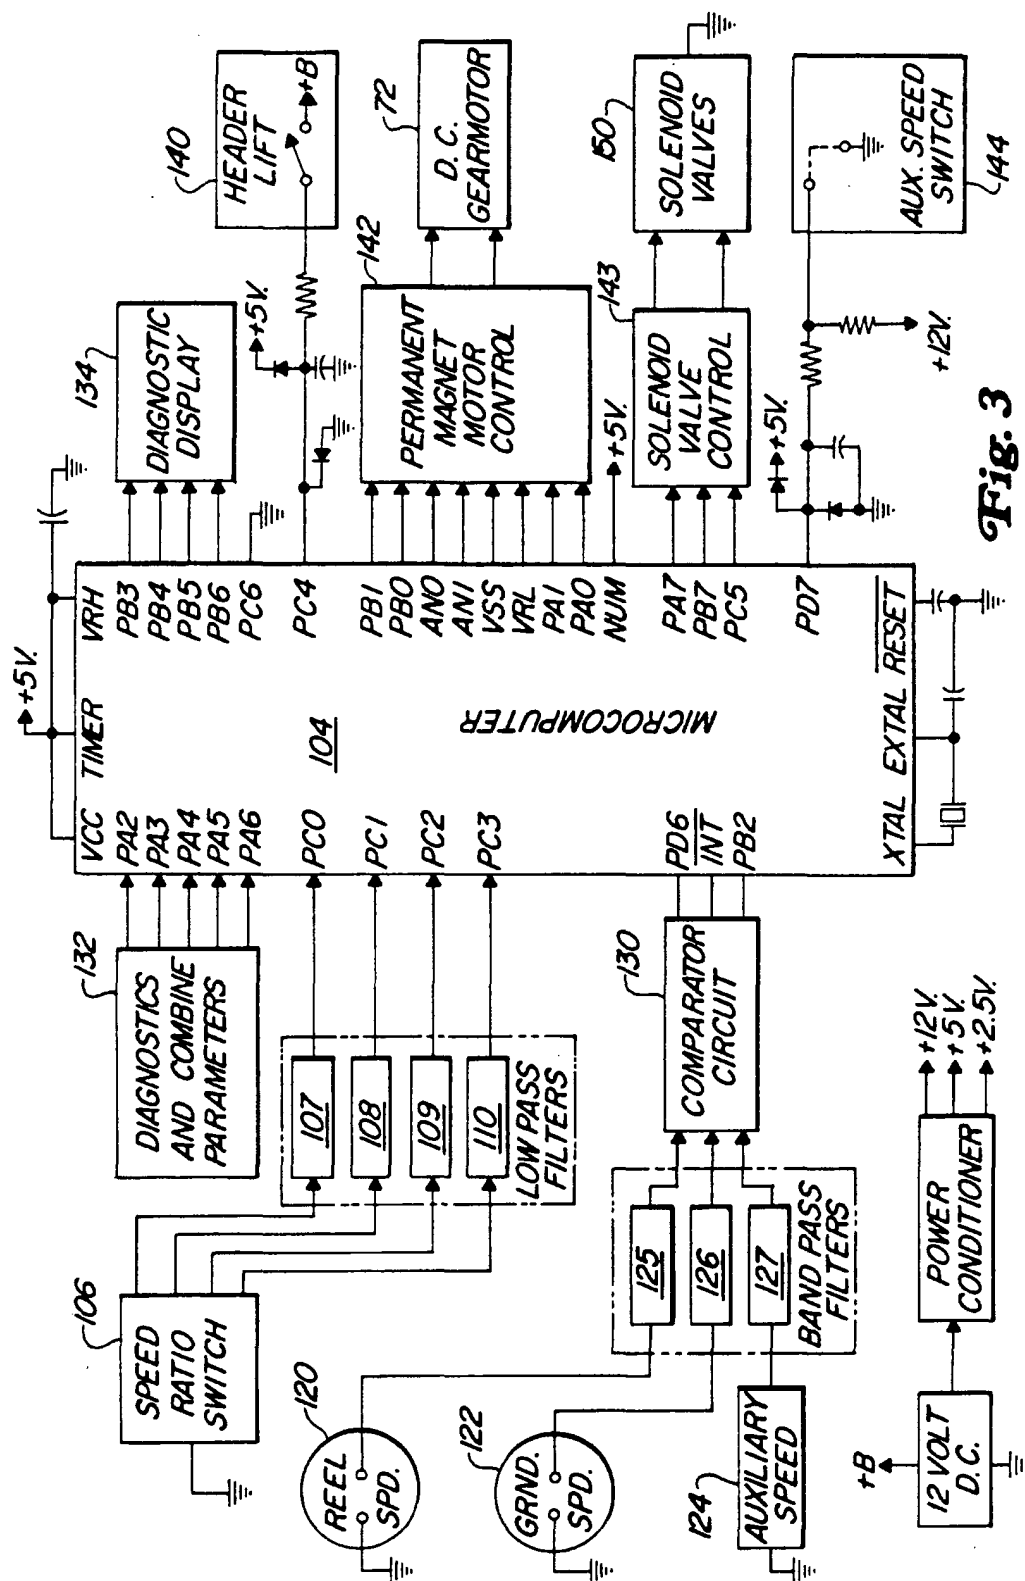 140
HEADER
LIFT
+B
72
D. C.
GEARMOTOR
150
SOLENOID
VALVES
AUX. SPEED
SWITCH
144
134
DIAGNOSTIC
DISPLAY
+5V.
142
PERMANENT
MAGNET
MOTOR
CONTROL
+5V.
143
SOLENOID
VALVE
CONTROL
+5V.
+12V.
+5V.
VCC
TIMER
VRH
PA2
PA3
PA4
PA5
PA6
PC0
PC1
PC2
PC3
PD6
INT
PB2
104
MICROCOMPUTER
PB3
PB4
PB5
PB6
PC6
PC4
PB1
PB0
AN0
AN1
VSS
VRL
PA1
PA0
NUM
PA7
PB7
PC5
PD7
XTAL
EXTAL
RESET
132
DIAGNOSTICS
AND COMBINE
PARAMETERS
107
108
109
110
LOW PASS
FILTERS
130
COMPARATOR
CIRCUIT
106
SPEED
RATIO
SWITCH
120
REEL
SPD.
122
GRND.
SPD.
124
AUXILIARY
SPEED
125
126
127
BAND PASS
FILTERS
+B
12 VOLT
D.C.
POWER
CONDITIONER
+12V.
+5V.
+2.5V.
Fig. 3